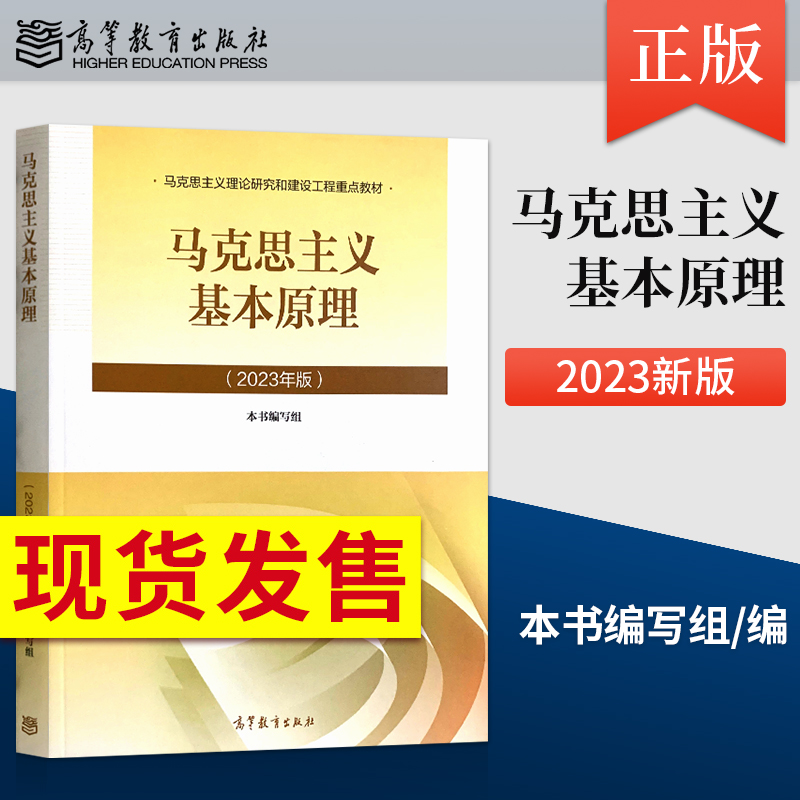 高等教育出版社
HIGHER EDUCATION PRESS
正版
马克思主义基本原理
· 马克思主义理论研究和建设工程重点教材 ·
马克思主义
基本原理
（2023年版）
本书编写组
马克思主义
基本原理
2023新版
（202
现货发售
写组
本书编写组/编
高等教育出版社